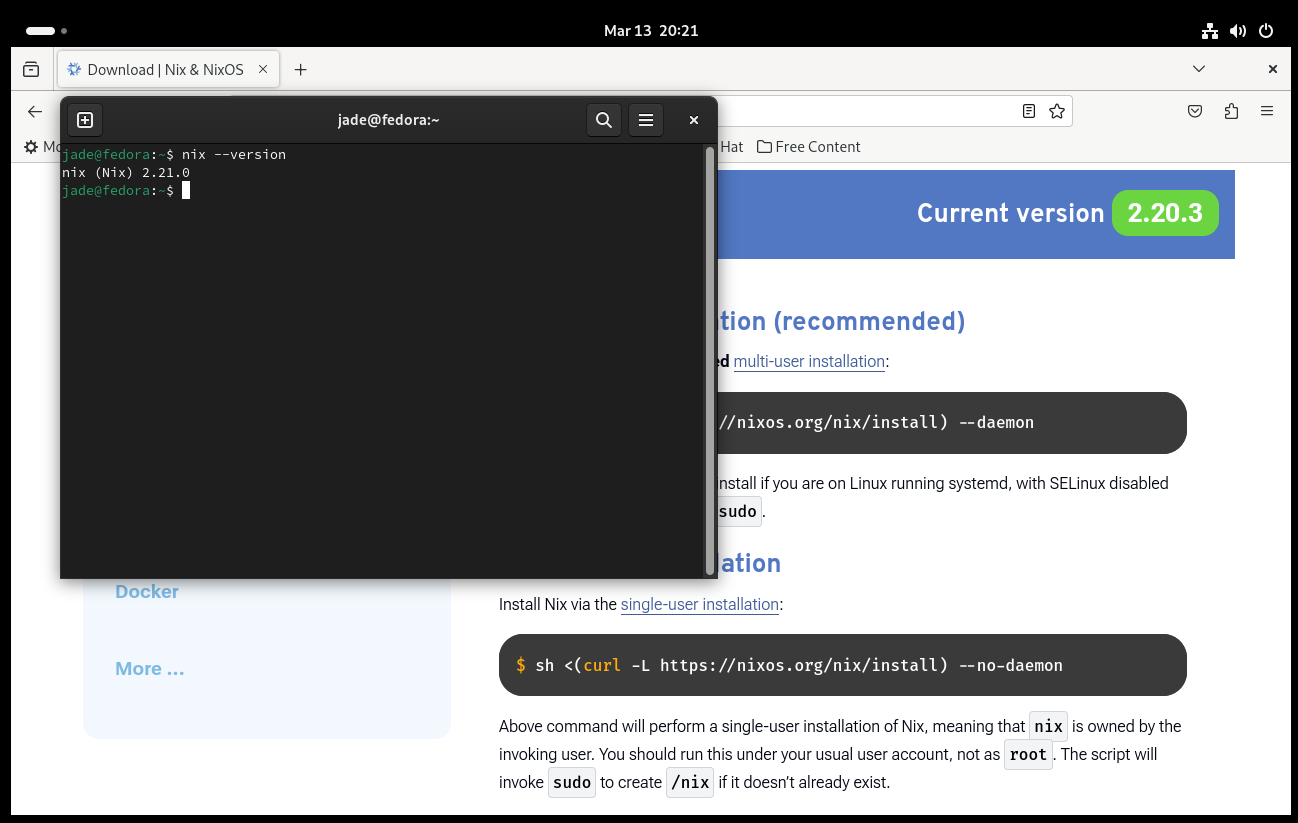 Mar 13 20:21
Download | Nix & NixOS
jade@fedora:~
Hat Free Content
jade@fedora:~$ nix --version
nix (Nix) 2.21.0
jade@fedora:~$
Current version 2.20.3
(recommended)
multi-user installation:
//nixos.org/nix/install) --daemon
install if you are on Linux running systemd, with SELinux disabled
sudo.
Docker
More ...
Install Nix via the single-user installation:
$ sh <(curl -L https://nixos.org/nix/install) --no-daemon
Above command will perform a single-user installation of Nix, meaning that nix is owned by the
invoking user. You should run this under your usual user account, not as root. The script will
invoke sudo to create /nix if it doesn’t already exist.